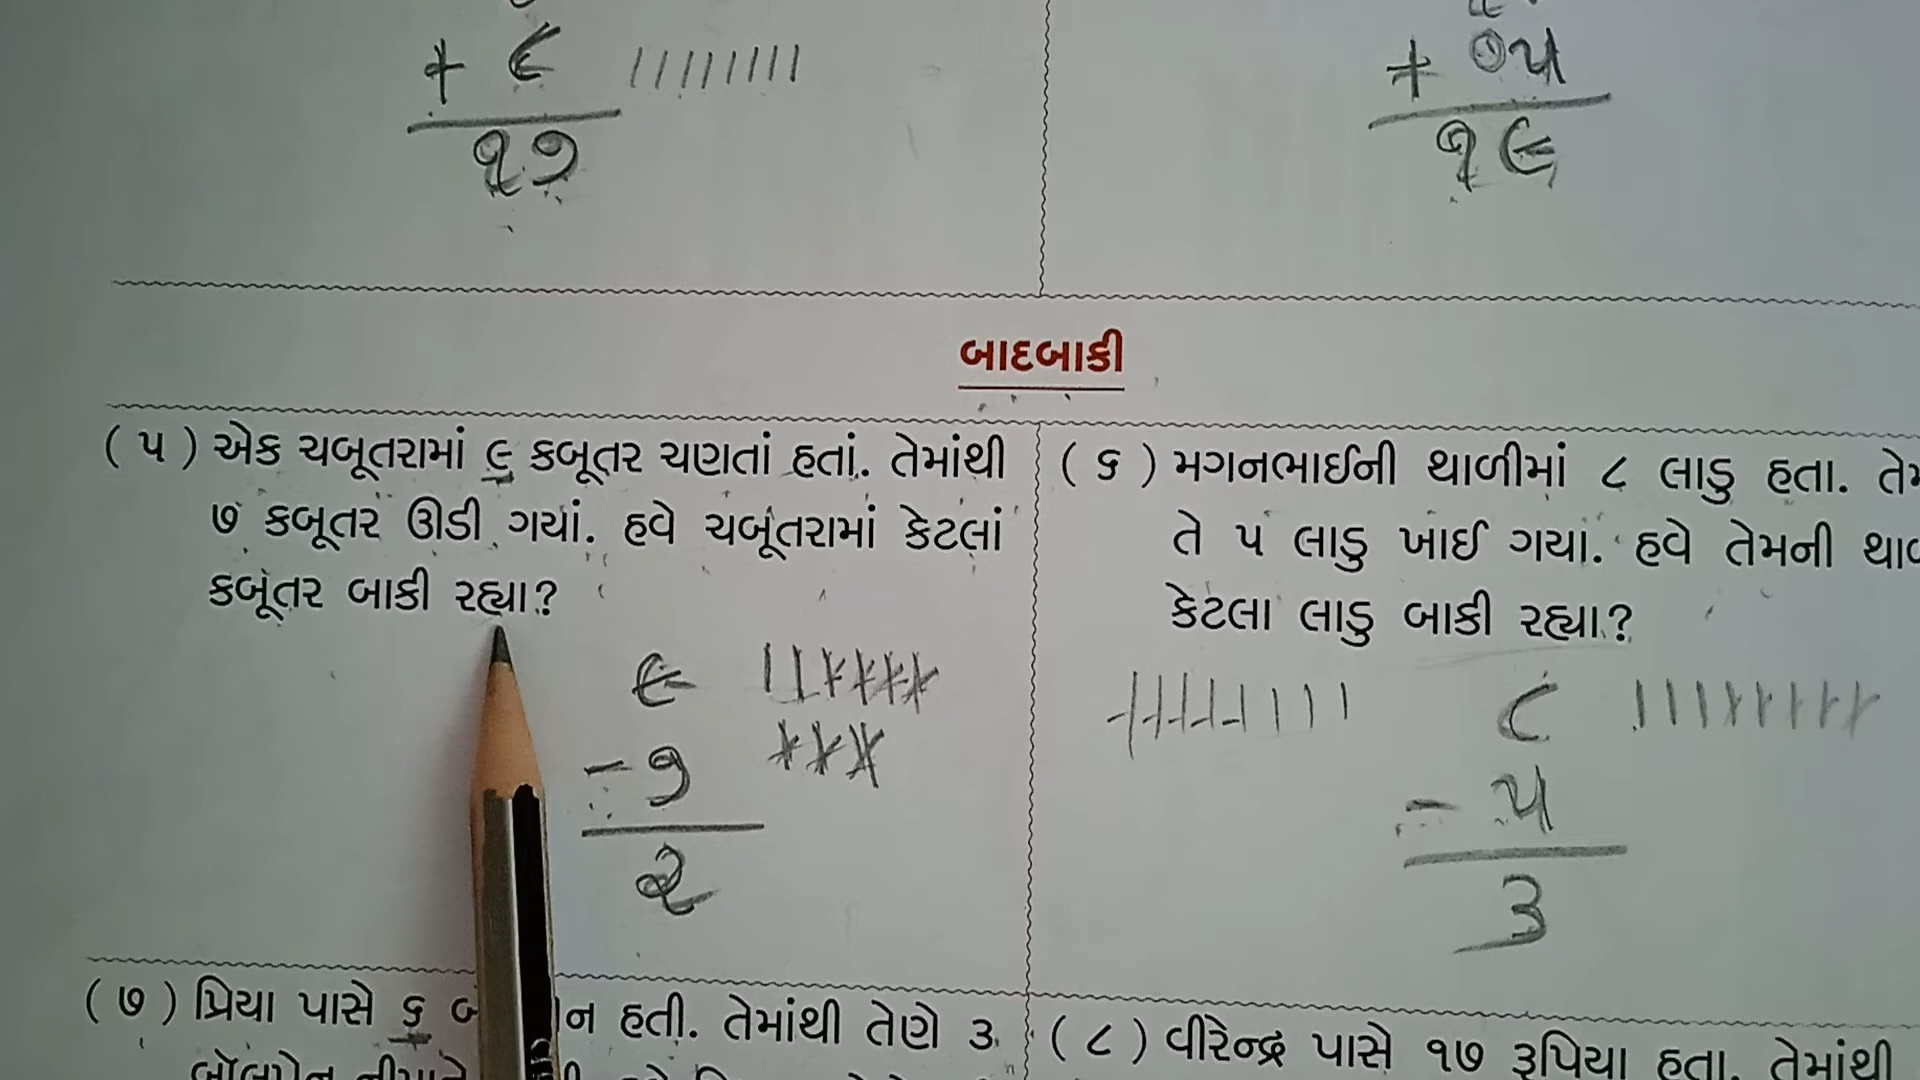 + ૯ ૧૭
+ ૦૫ ૧૯
બાદબાકી
( ૫ ) એક ચબૂતરામાં ૯ કબૂતર ચણતાં હતાં. તેમાંથી
૭ કબૂતર ઊડી ગયાં. હવે ચબૂતરામાં કેટલાં
કબૂતર બાકી રહ્યા?
૯
- ૭
૨
( ૬ ) મગનભાઈની થાળીમાં ૮ લાડુ હતા.
તે ૫ લાડુ ખાઈ ગયા. હવે તેમની
કેટલા લાડુ બાકી રહ્યા?
૮
- ૫
૩
( ૭ ) પ્રિયા પાસે ૬ હતી. તેમાંથી તેણે ૩
( ૮ ) વીરેન્દ્ર પાસે ૧૭ રૂપિયા હતા. તેમાંથી